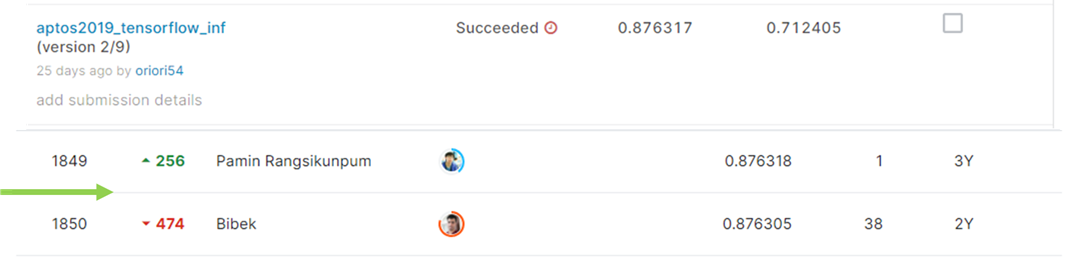 aptos2019_tensorflow_inf Succeeded 0.876317 0.712405
(version 2/9)
25 days ago by oriori54
add submission details
1849 256 Pamin Rangsikunpum 0.876318 1 3Y
1850 474 Bibek 0.876305 38 2Y